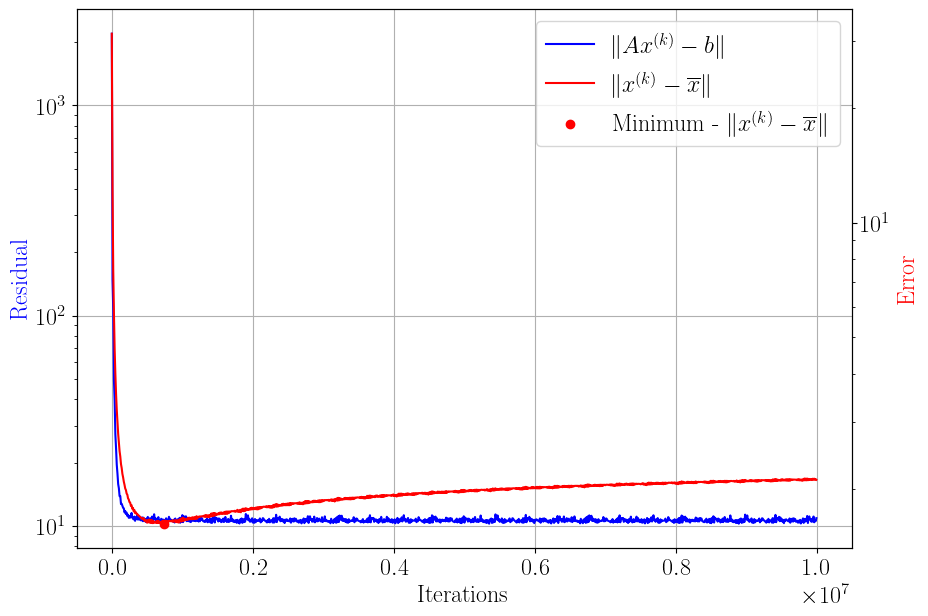 ‖Ax^{(k)} − b‖
‖x^{(k)} − x̅‖
Minimum - ‖x^{(k)} − x̅‖
10^3
10^2
10^1
Residual
10^1
Error
0.0 0.2 0.4 0.6 0.8 1.0
Iterations
×10^7